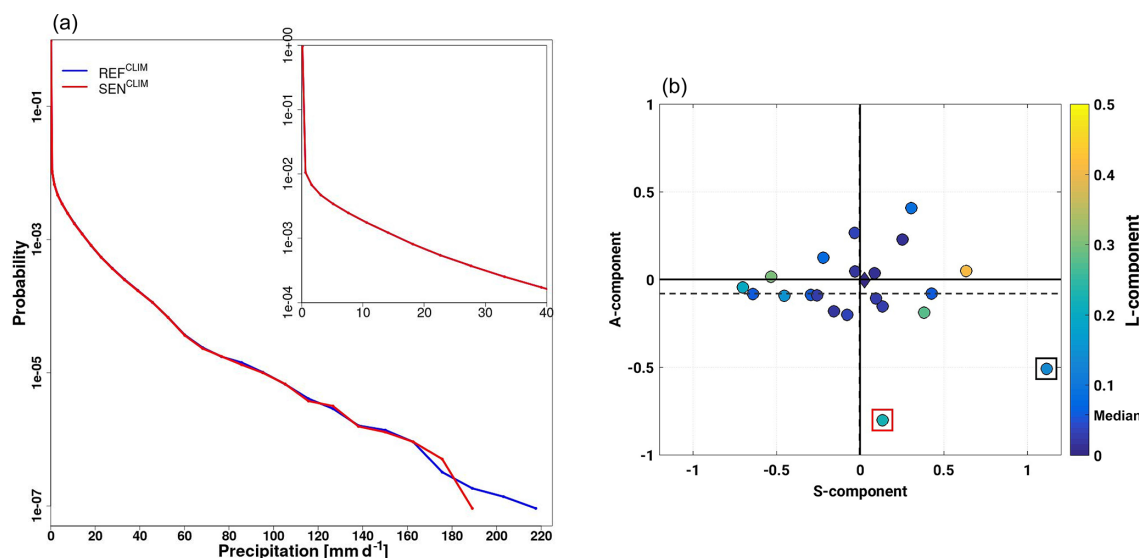 (a)
REF^CLIM
SEN^CLIM
1e-01
1e-03
1e-05
1e-07
Probability
0 20 40 60 80 100 120 140 160 180 200 220
Precipitation [mm d⁻¹]
1e+00
1e-01
1e-02
1e-03
1e-04
0 10 20 30 40
(b)
1
0.5
0
-0.5
-1
A-component
-1 -0.5 0 0.5 1
S-component
0.5
0.4
0.3
0.2
0.1
Median
0
L-component